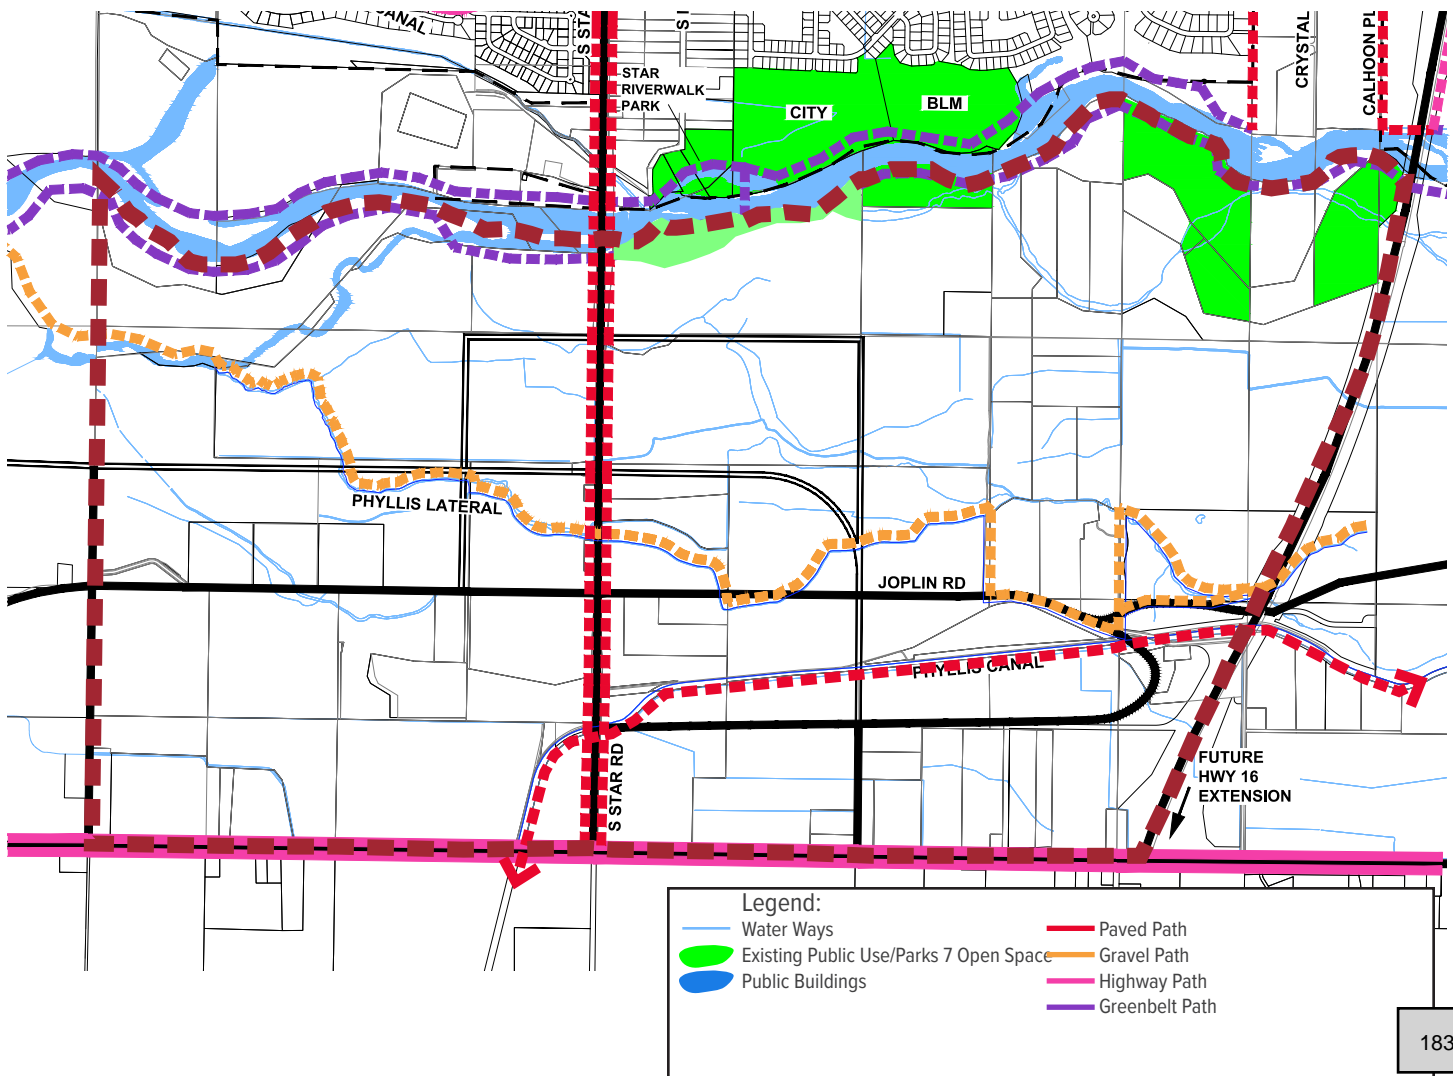 CANAL
S STA
S
CRYSTAL
CALHOON PL
STAR
RIVERWALK
PARK
CITY
BLM
PHYLLIS LATERAL
JOPLIN RD
PHYLLIS CANAL
S STAR RD
FUTURE
HWY 16
EXTENSION
Legend:
Water Ways
Existing Public Use/Parks 7 Open Space
Public Buildings
Paved Path
Gravel Path
Highway Path
Greenbelt Path
183